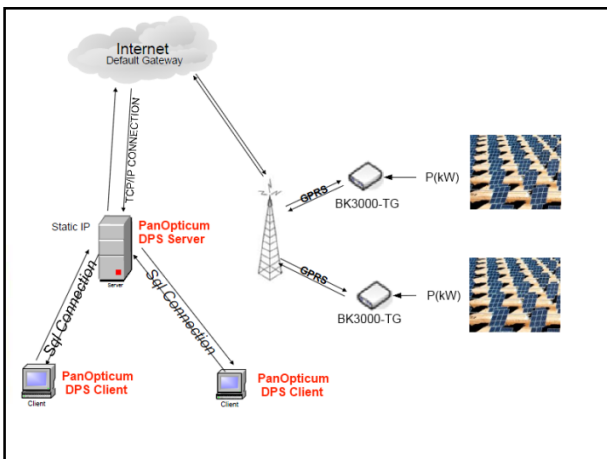 Internet
Default Gateway
TCP/IP CONNECTION
GPRS
BK3000-TG
P(kW)
Static IP
PanOpticum
DPS Server
Server
Sql Connection
Sql Connection
GPRS
BK3000-TG
P(kW)
PanOpticum
DPS Client
Client
PanOpticum
DPS Client
Client